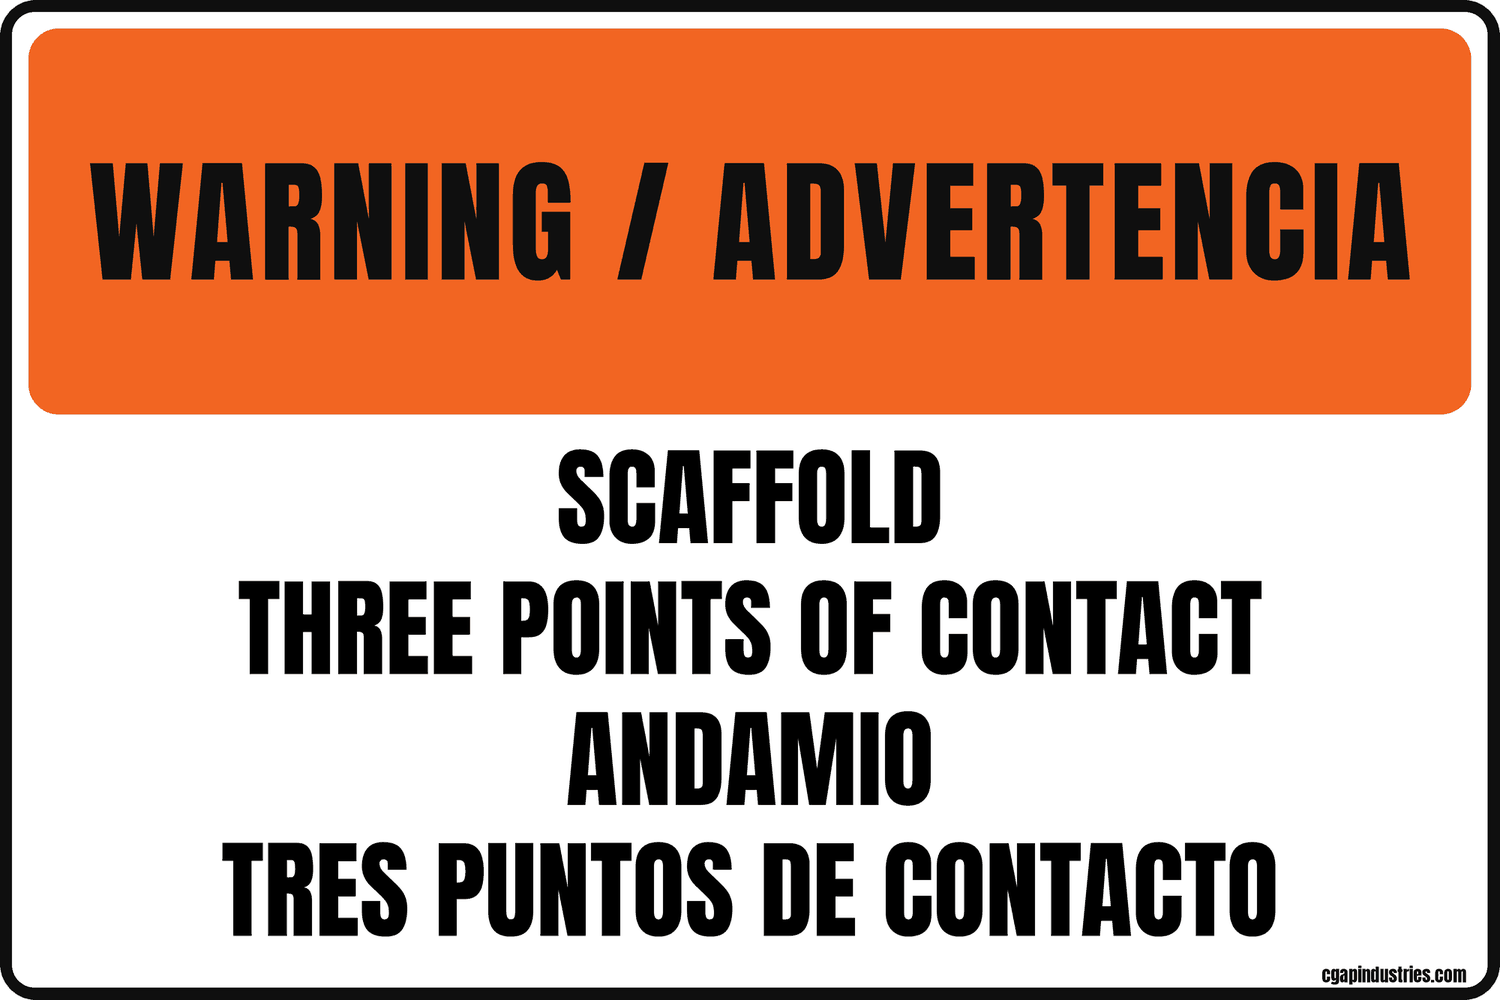 WARNING / ADVERTENCIA
SCAFFOLD
THREE POINTS OF CONTACT
ANDAMIO
TRES PUNTOS DE CONTACTO
cgapindustries.com